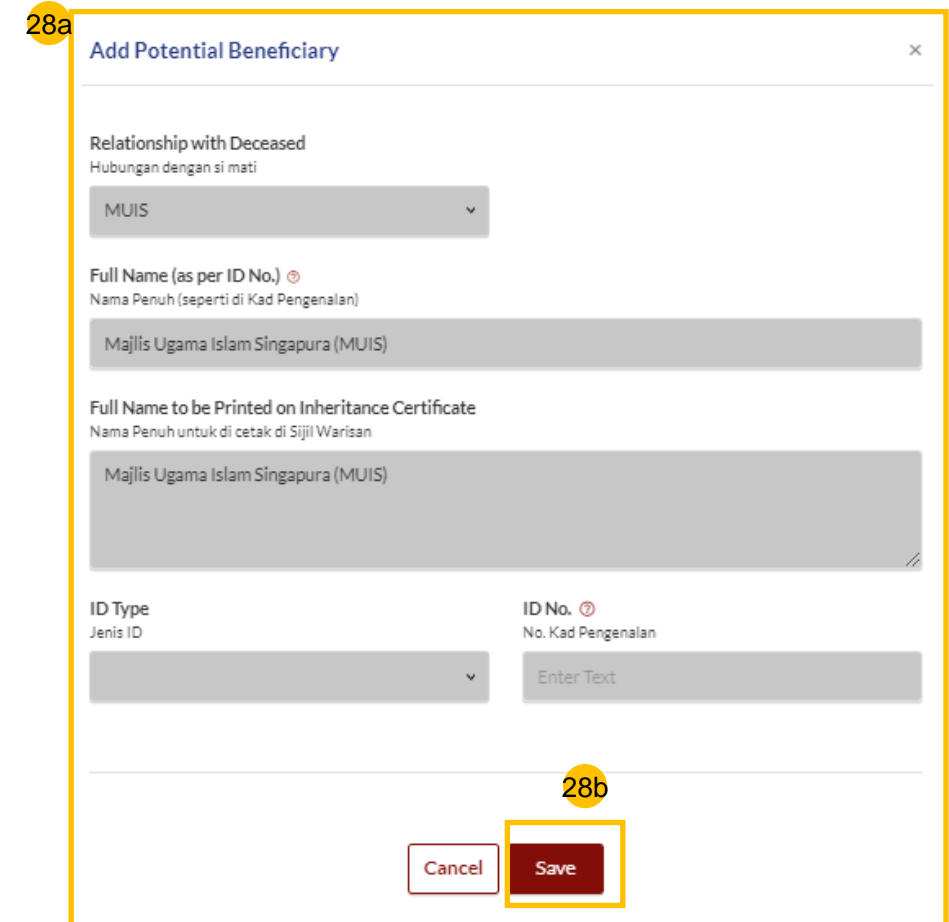 28a
Add Potential Beneficiary
×
Relationship with Deceased
Hubungan dengan si mati
MUIS
Full Name (as per ID No.) ?
Nama Penuh (seperti di Kad Pengenalan)
Majlis Ugama Islam Singapura (MUIS)
Full Name to be Printed on Inheritance Certificate
Nama Penuh untuk di cetak di Sijil Warisan
Majlis Ugama Islam Singapura (MUIS)
ID Type
Jenis ID
ID No. ?
No. Kad Pengenalan
Enter Text
28b
Cancel
Save